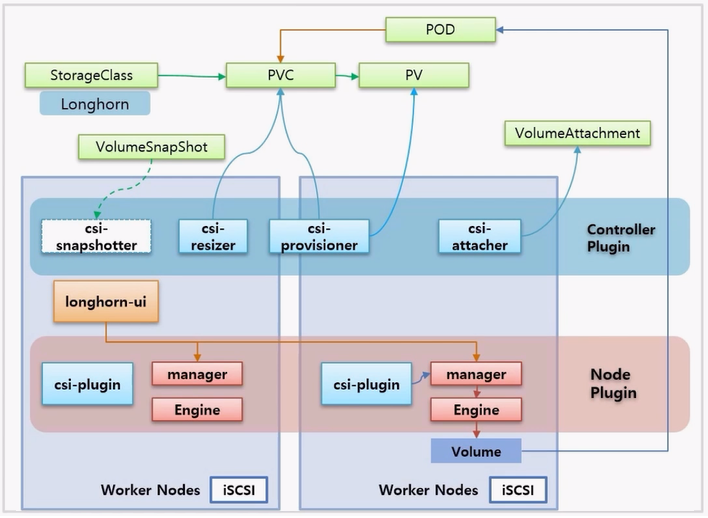 POD
StorageClass
PVC
PV
Longhorn
VolumeSnapShot
VolumeAttachment
csi-
snapshotter
csi-
resizer
csi-
provisioner
csi-
attacher
Controller
Plugin
longhorn-ui
csi-plugin
manager
Engine
csi-plugin
manager
Engine
Node
Plugin
Volume
Worker Nodes
iSCSI
Worker Nodes
iSCSI